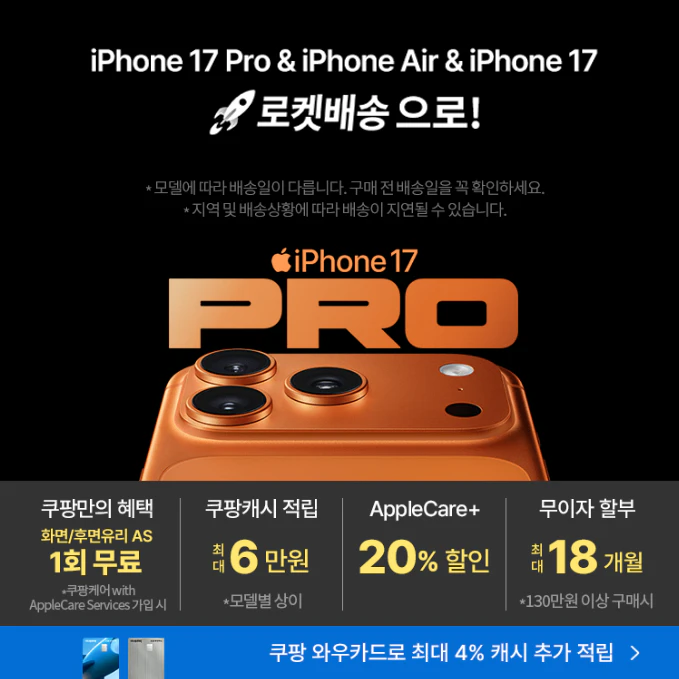 iPhone 17 Pro & iPhone Air & iPhone 17
로켓배송 으로!
*모델에 따라 배송일이 다릅니다. 구매 전 배송일을 꼭 확인하세요.
*지역 및 배송상황에 따라 배송이 지연될 수 있습니다.
iPhone 17
PRO
쿠팡만의 혜택
화면/후면유리 AS
1회 무료
*쿠팡케어 with
AppleCare Services 가입 시
쿠팡캐시 적립
최대 6 만원
*모델별 상이
AppleCare+
20% 할인
무이자 할부
최대 18 개월
*130만원 이상 구매시
쿠팡 와우카드로 최대 4% 캐시 추가 적립 >